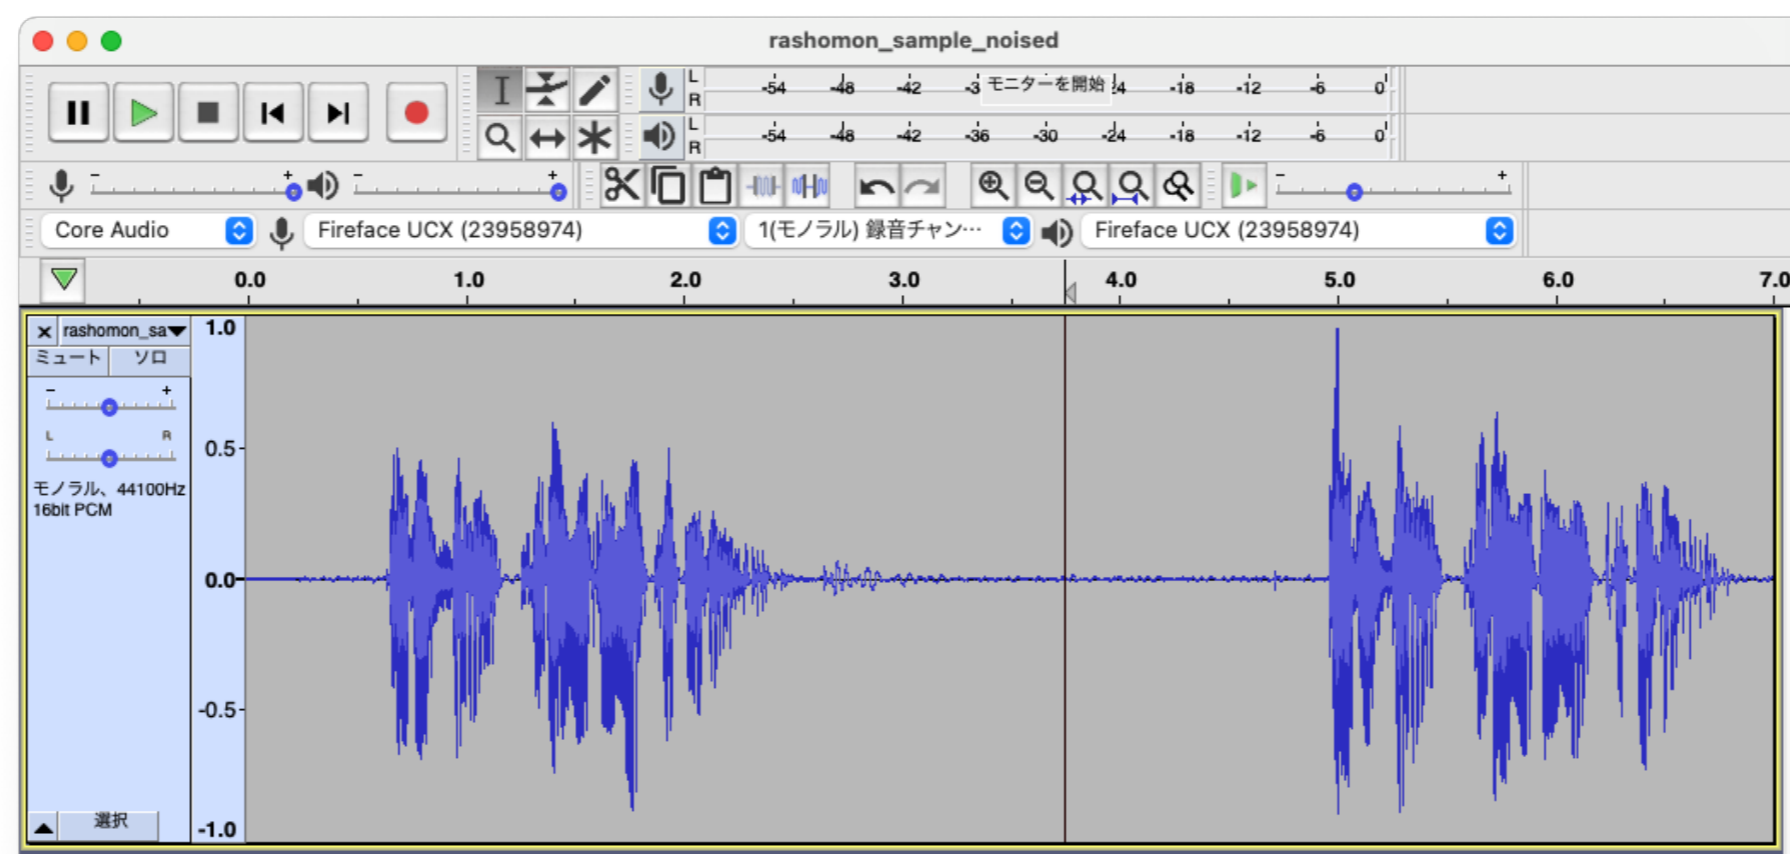 rashomon_sample_noised
L
R
-54 -48 -42 -3 モニターを開始 24 -18 -12 -6 0
L
R
-54 -48 -42 -36 -30 -24 -18 -12 -6 0
- + - + - +
Core Audio Fireface UCX (23958974) 1(モノラル) 録音チャン… Fireface UCX (23958974)
0.0 1.0 2.0 3.0 4.0 5.0 6.0 7.0
rashomon_sa 1.0
ミュート ソロ
- +
L R
0.5
モノラル、44100Hz
16bit PCM
0.0
-0.5
選択
-1.0